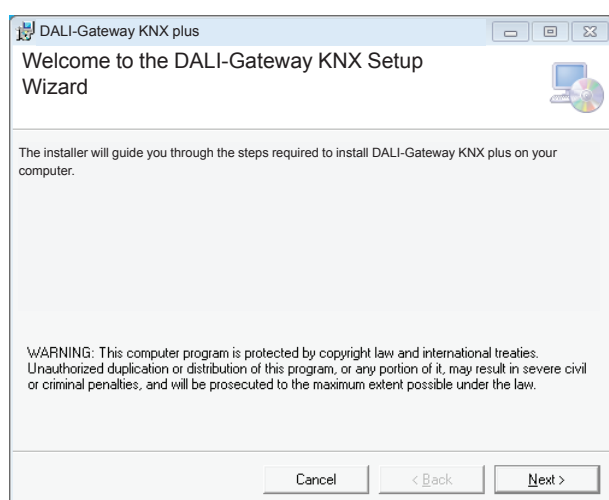 DALI-Gateway KNX plus
Welcome to the DALI-Gateway KNX Setup
Wizard
The installer will guide you through the steps required to install DALI-Gateway KNX plus on your
computer.
WARNING: This computer program is protected by copyright law and international treaties.
Unauthorized duplication or distribution of this program, or any portion of it, may result in severe civil
or criminal penalties, and will be prosecuted to the maximum extent possible under the law.
Cancel < Back Next >